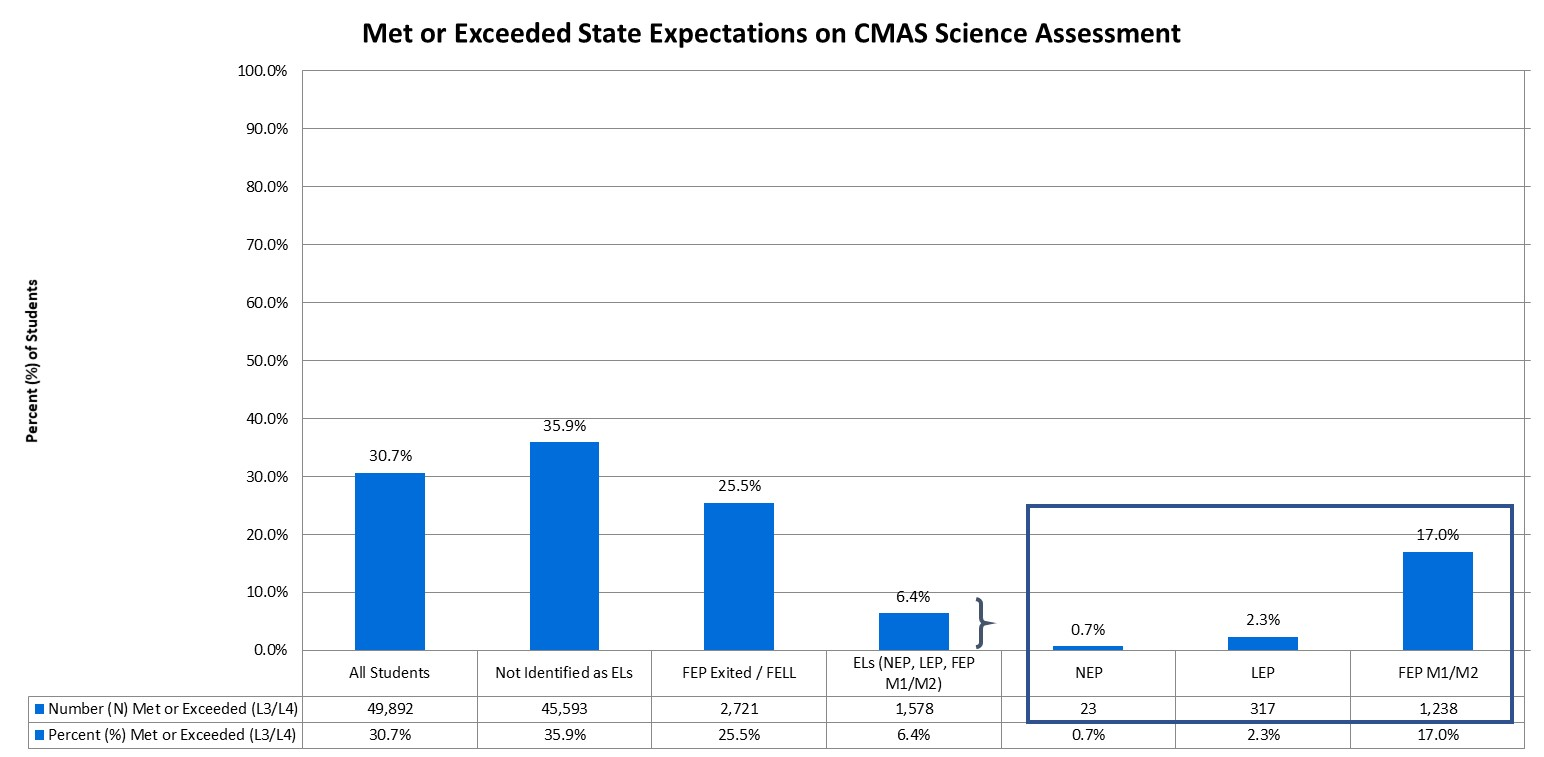 Met or Exceeded State Expectations on CMAS Science Assessment
Percent (%) of Students
100.0%
90.0%
80.0%
70.0%
60.0%
50.0%
40.0%
30.0%
20.0%
10.0%
0.0%
30.7%
35.9%
25.5%
6.4%
0.7%
2.3%
17.0%
All Students
Not Identified as ELs
FEP Exited / FELL
ELs (NEP, LEP, FEP
M1/M2)
NEP
LEP
FEP M1/M2
Number (N) Met or Exceeded (L3/L4) 49,892 45,593 2,721 1,578 23 317 1,238
Percent (%) Met or Exceeded (L3/L4) 30.7% 35.9% 25.5% 6.4% 0.7% 2.3% 17.0%